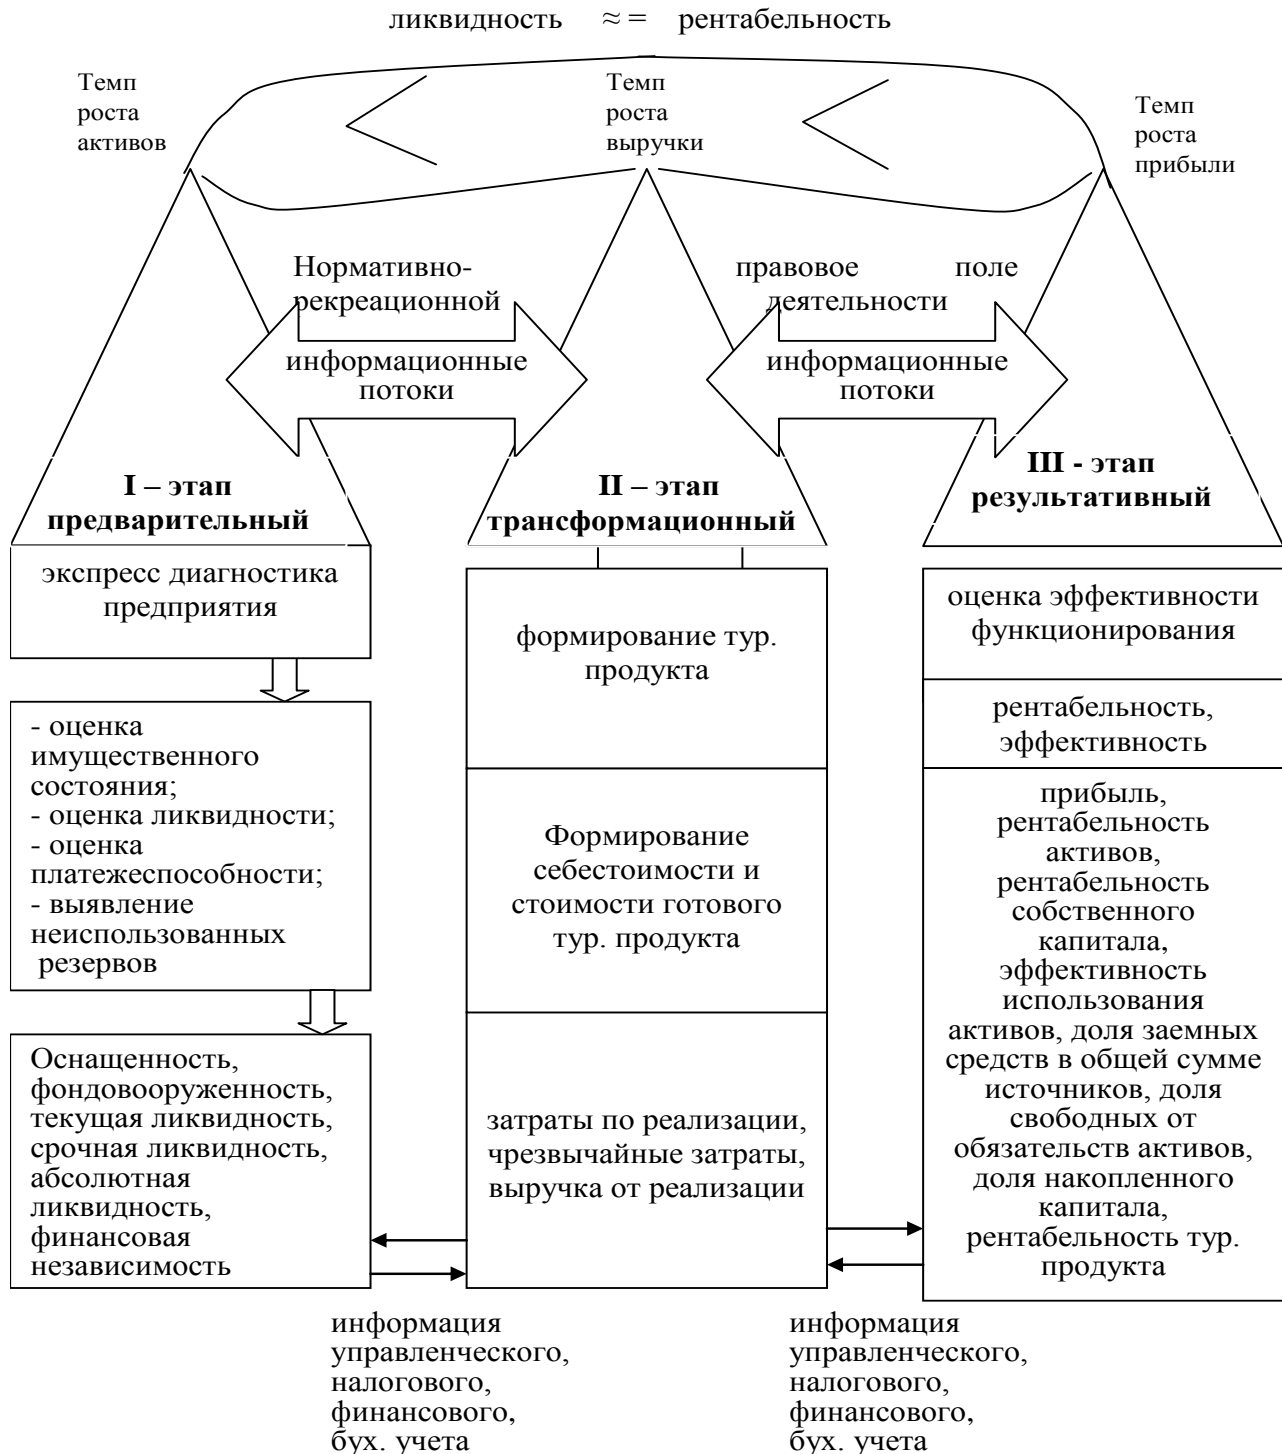 ликвидность ≈ = рентабельность
Темп
роста
активов
Темп
роста
выручки
Темп
роста
прибыли
Нормативно-
рекреационной
правовое поле
деятельности
информационные
потоки
информационные
потоки
I – этап
предварительный
II – этап
трансформационный
III - этап
результативный
экспресс диагностика
предприятия
- оценка
имущественного
состояния;
- оценка ликвидности;
- оценка
платежеспособности;
- выявление
неиспользованных
резервов
Оснащенность,
фондовооруженность,
текущая ликвидность,
срочная ликвидность,
абсолютная
ликвидность,
финансовая
независимость
формирование тур.
продукта
Формирование
себестоимости и
стоимости готового
тур. продукта
затраты по реализации,
чрезвычайные затраты,
выручка от реализации
оценка эффективности
функционирования
рентабельность,
эффективность
прибыль,
рентабельность
активов,
рентабельность
собственного
капитала,
эффективность
использования
активов, доля заемных
средств в общей сумме
источников, доля
свободных от
обязательств активов,
доля накопленного
капитала,
рентабельность тур.
продукта
информация
управленческого,
налогового,
финансового,
бух. учета
информация
управленческого,
налогового,
финансового,
бух. учета